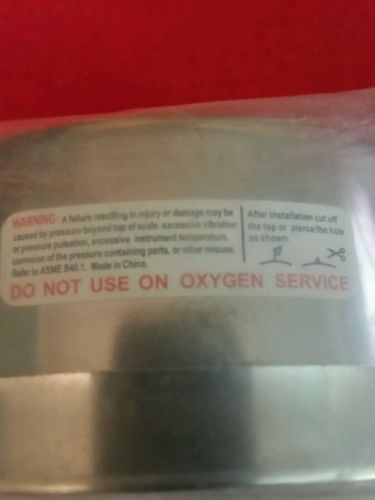 WARNING: A failure resulting in injury or damage may be
caused by pressure beyond top of scale, excessive vibration
or pressure pulsation, excessive instrument temperature,
corrosion of the pressure containing parts, or other misuse.
Refer to ASME B40.1. Made in China.
After installation cut off
the top or pierce the hole
as shown:
DO NOT USE ON OXYGEN SERVICE